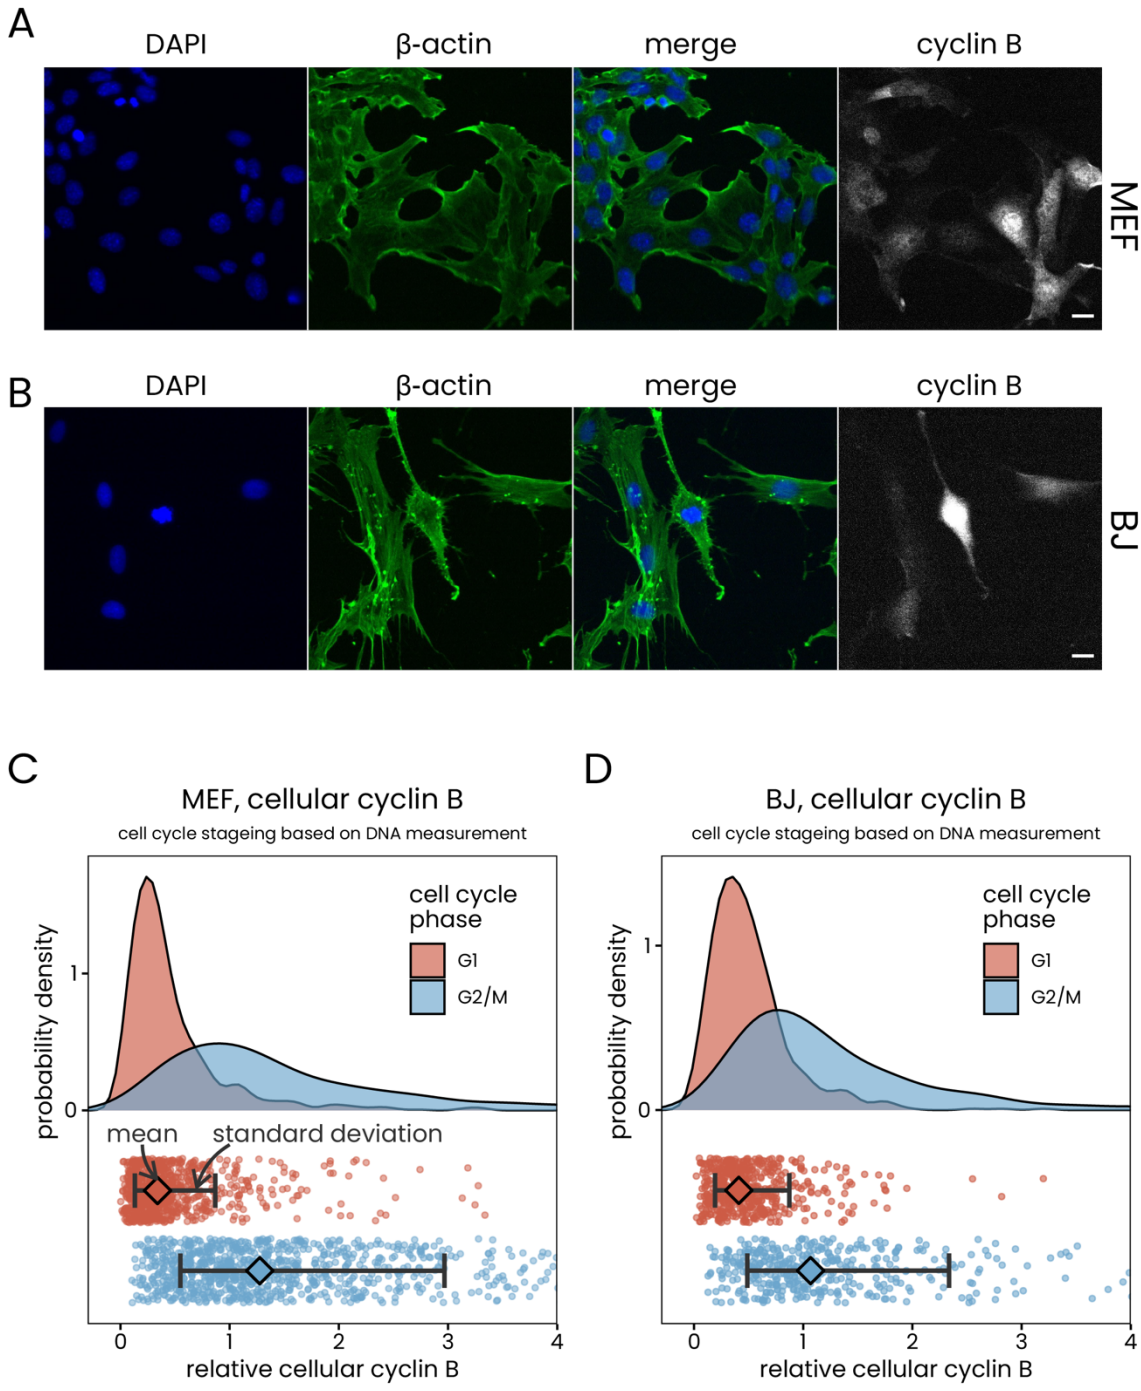 A
DAPI
β-actin
merge
cyclin B
MEF
B
DAPI
β-actin
merge
cyclin B
BJ
C
MEF, cellular cyclin B
cell cycle stageing based on DNA measurement
probability density
1
0
cell cycle
phase
G1
G2/M
mean
standard deviation
0
1
2
3
4
relative cellular cyclin B
D
BJ, cellular cyclin B
cell cycle stageing based on DNA measurement
probability density
1
0
cell cycle
phase
G1
G2/M
0
1
2
3
4
relative cellular cyclin B